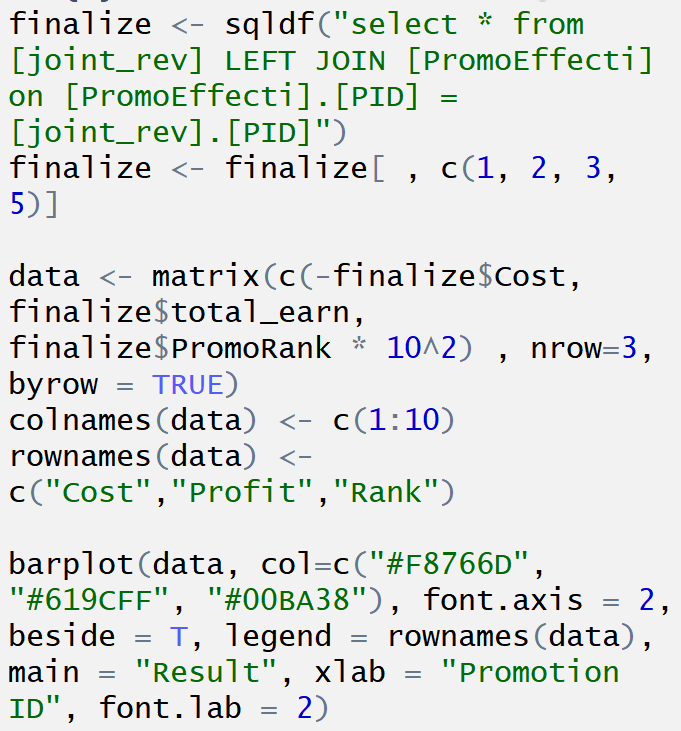 finalize <- sqldf("select * from
[joint_rev] LEFT JOIN [PromoEffecti]
on [PromoEffecti].[PID] =
[joint_rev].[PID]")
finalize <- finalize[ , c(1, 2, 3,
5)]
data <- matrix(c(-finalize$Cost,
finalize$total_earn,
finalize$PromoRank * 10^2) , nrow=3,
byrow = TRUE)
colnames(data) <- c(1:10)
rownames(data) <-
c("Cost","Profit","Rank")
barplot(data, col=c("#F8766D",
"#619CFF", "#00BA38"), font.axis = 2,
beside = T, legend = rownames(data),
main = "Result", xlab = "Promotion
ID", font.lab = 2)